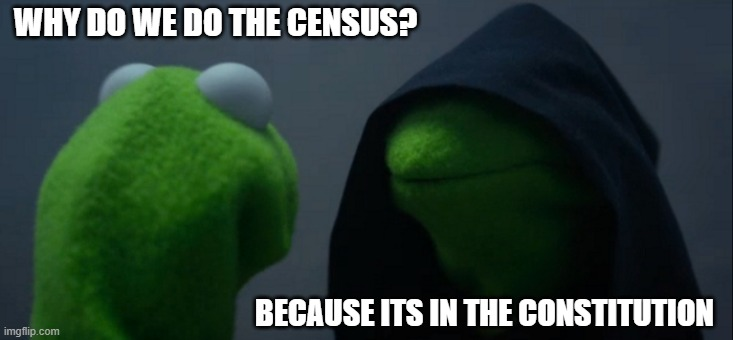 WHY DO WE DO THE CENSUS?
BECAUSE ITS IN THE CONSTITUTION
imgflip.com